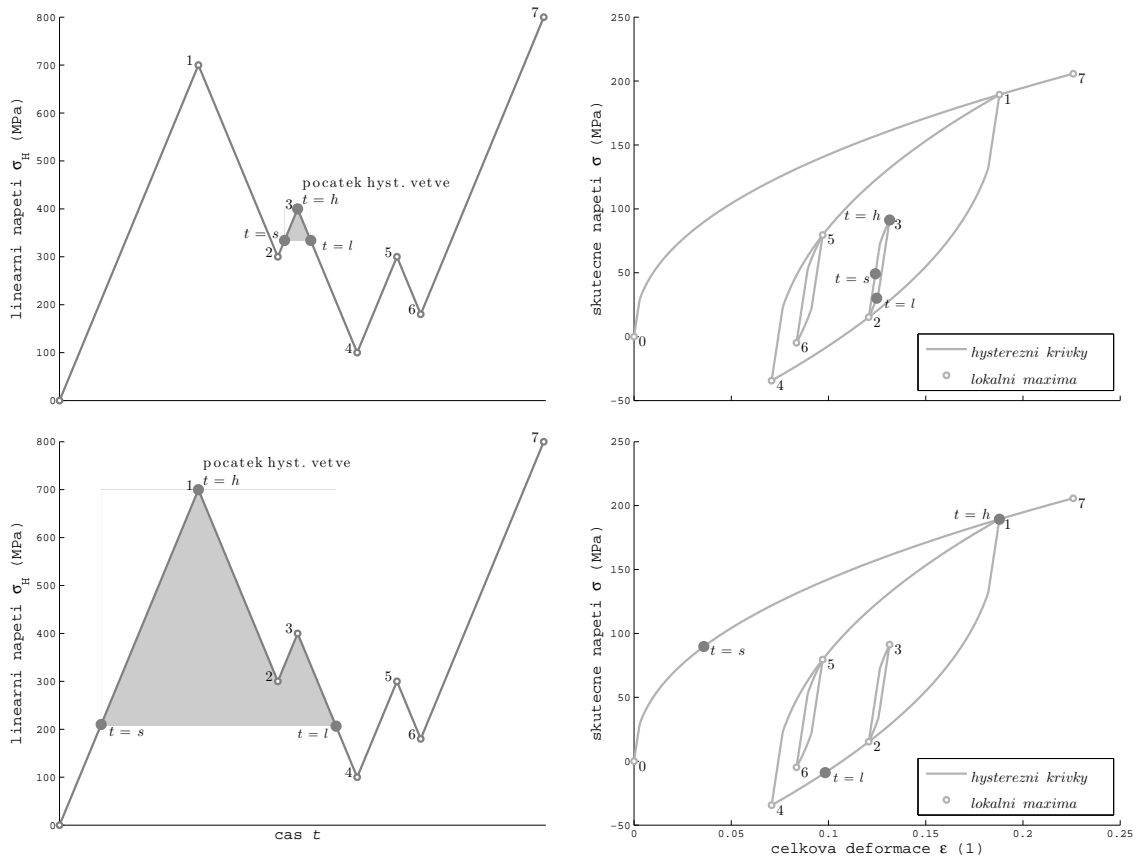 linearni napeti σH (MPa)
800
700
600
500
400
300
200
100
0
pocatek hyst. vetve
t = h
t = s
t = l
1
2
3
4
5
6
7
skutecne napeti σ (MPa)
250
200
150
100
50
0
−50
t = h
t = s
t = l
0
1
2
3
4
5
6
7
hysterezni krivky
lokalni maxima
linearni napeti σH (MPa)
800
700
600
500
400
300
200
100
0
pocatek hyst. vetve
t = h
t = s
t = l
1
2
3
4
5
6
7
cas t
skutecne napeti σ (MPa)
250
200
150
100
50
0
−50
t = h
t = s
t = l
0
1
2
3
4
5
6
7
hysterezni krivky
lokalni maxima
0 0.05 0.1 0.15 0.2 0.25
celkova deformace ε (1)